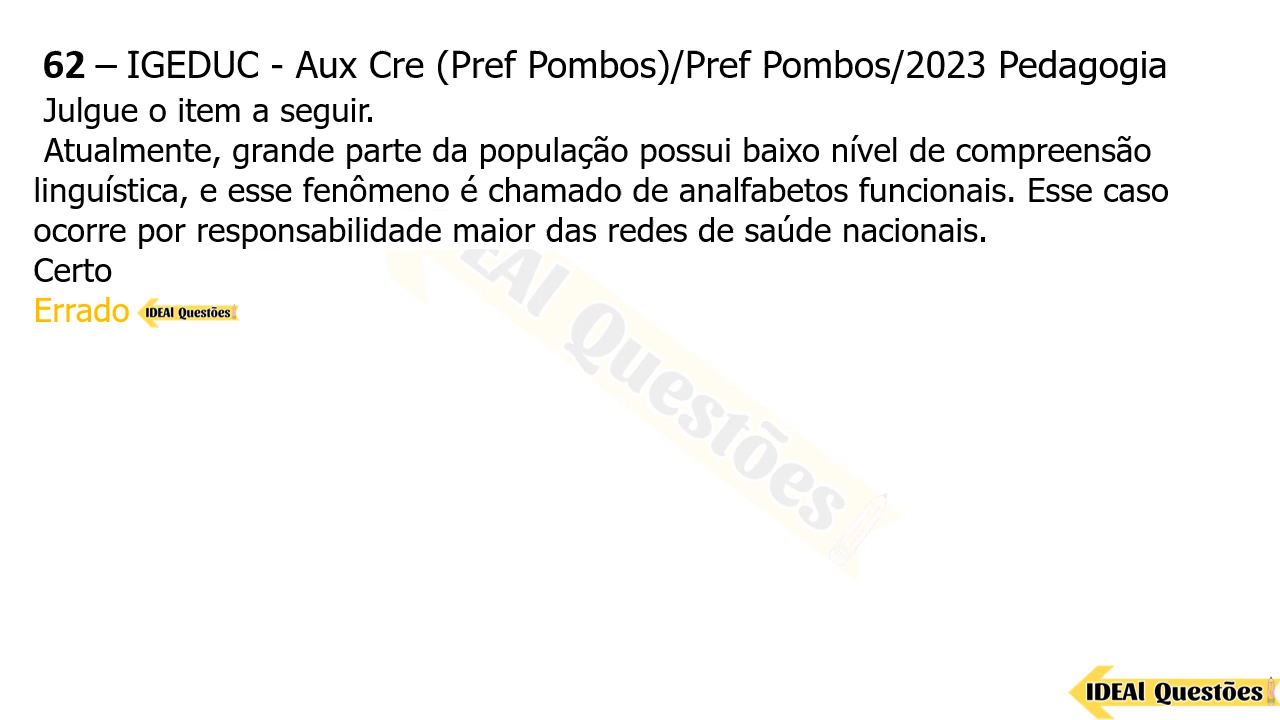 62 – IGEDUC - Aux Cre (Pref Pombos)/Pref Pombos/2023 Pedagogia
Julgue o item a seguir.
Atualmente, grande parte da população possui baixo nível de compreensão
linguística, e esse fenômeno é chamado de analfabetos funcionais. Esse caso
ocorre por responsabilidade maior das redes de saúde nacionais.
Certo
Errado IDEAl Questões
IDEAl Questões
IDEAl Questões